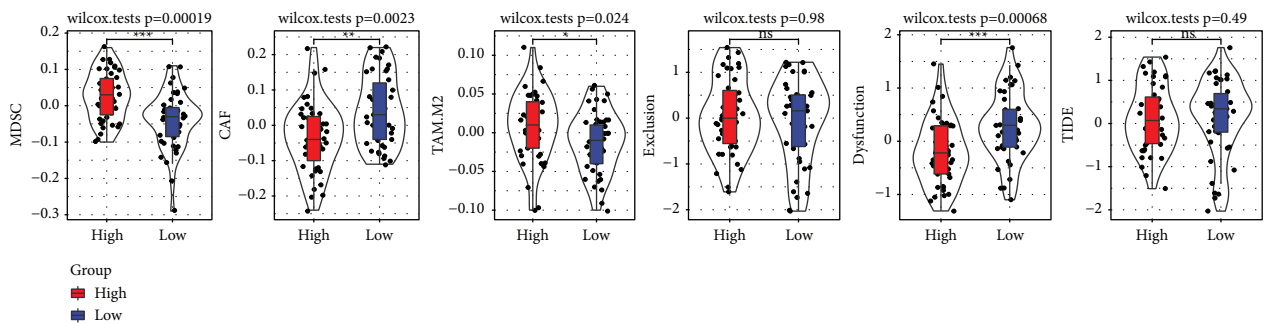 wilcox.tests p=0.00019
***
MDSC
0.2
0.1
0.0
−0.1
−0.2
−0.3
High
Low
wilcox.tests p=0.0023
**
CAF
0.2
0.1
0.0
−0.1
−0.2
High
Low
wilcox.tests p=0.024
*
TAM.M2
0.10
0.05
0.00
−0.05
−0.10
High
Low
wilcox.tests p=0.98
ns
Exclusion
1
0
−1
−2
High
Low
wilcox.tests p=0.00068
***
Dysfunction
2
1
0
−1
High
Low
wilcox.tests p=0.49
ns
TIDE
2
1
0
−1
−2
High
Low
Group
High
Low